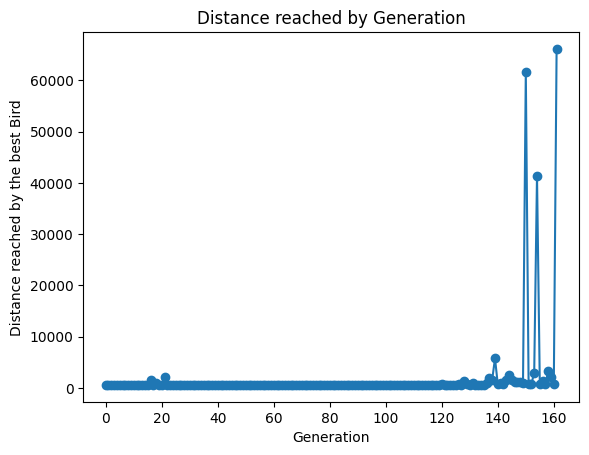 Distance reached by Generation
Distance reached by the best Bird
60000
50000
40000
30000
20000
10000
0
0 20 40 60 80 100 120 140 160
Generation